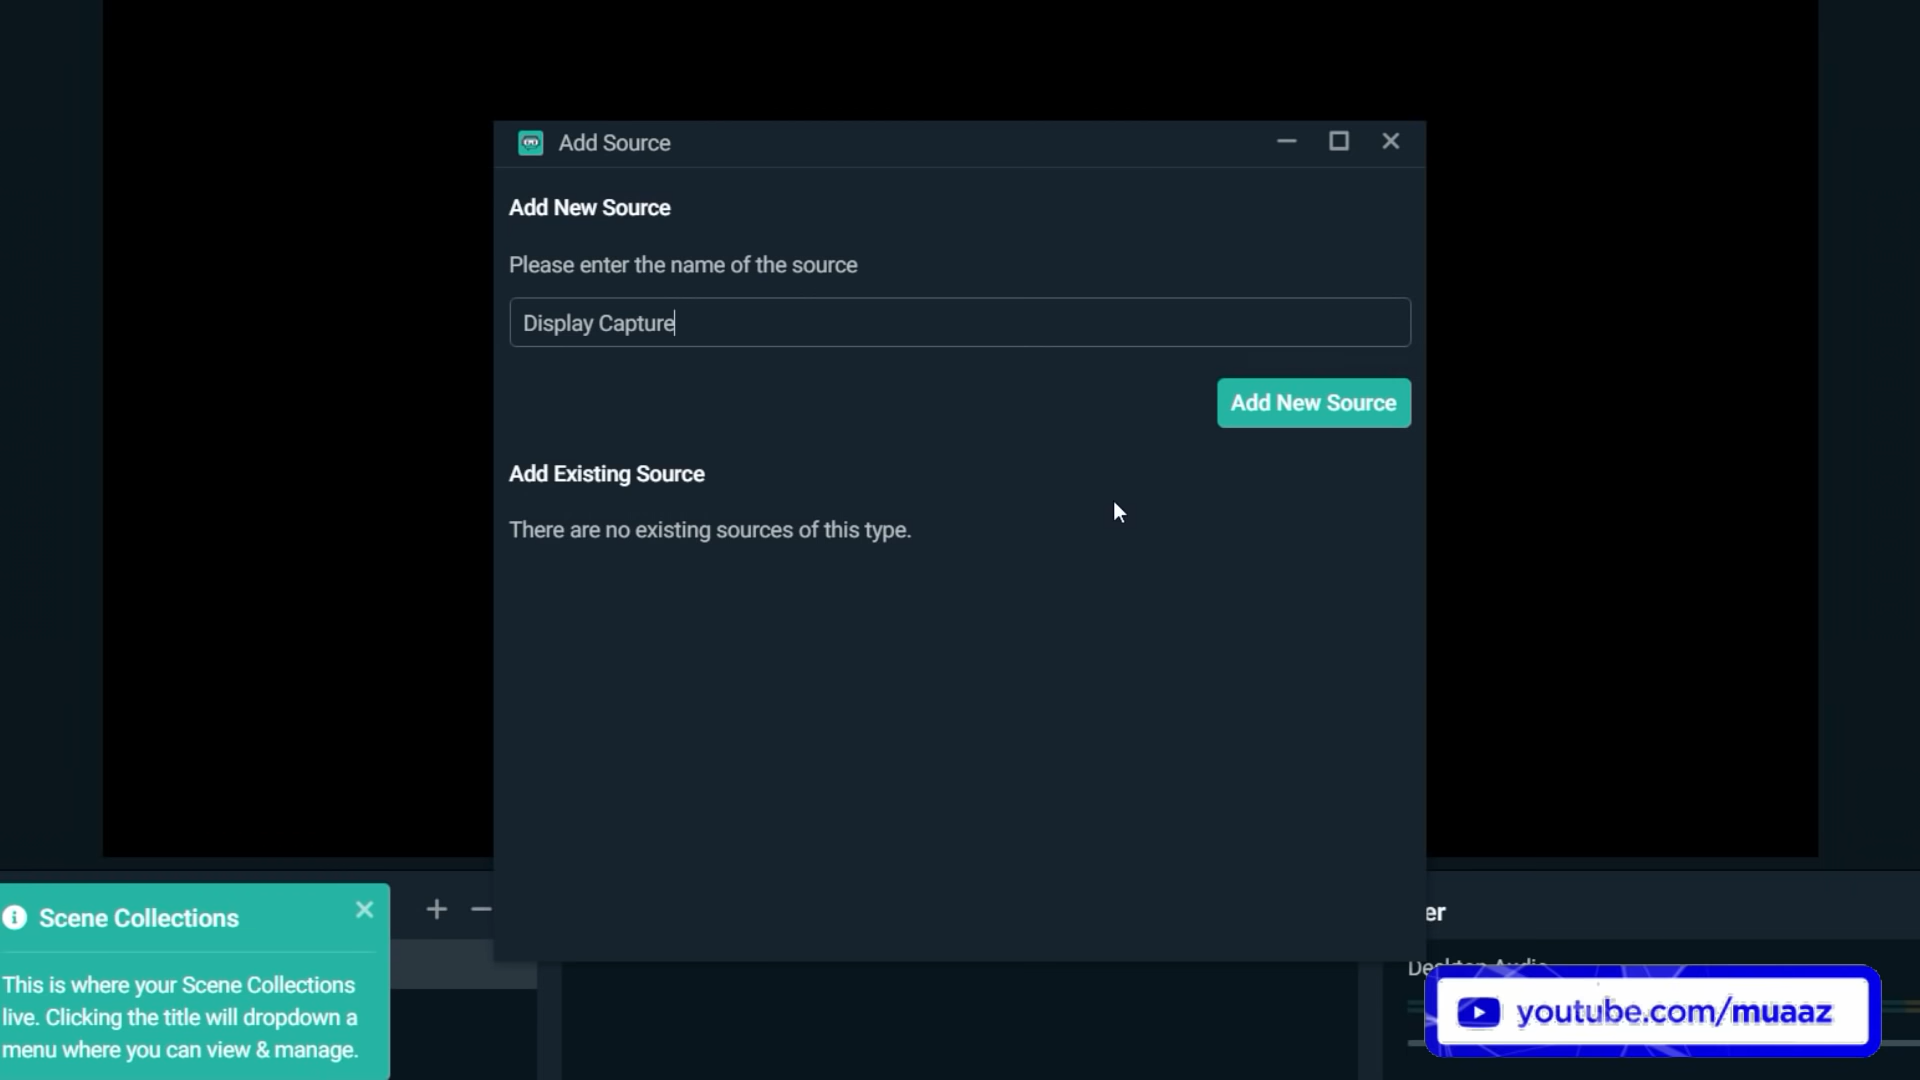 Add Source
Add New Source
Please enter the name of the source
Display Capture
Add New Source
Add Existing Source
There are no existing sources of this type.
Scene Collections
This is where your Scene Collections
live. Clicking the title will dropdown a
menu where you can view & manage.
er
Desktop Audio
youtube.com/muaaz